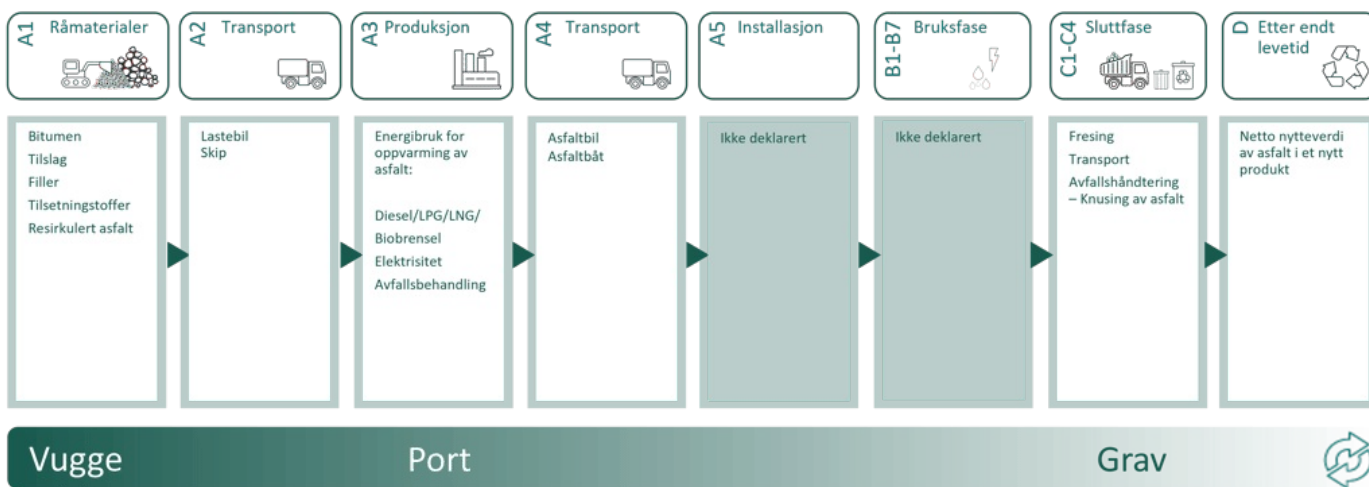 A1
Råmaterialer
A2
Transport
A3
Produksjon
A4
Transport
A5
Installasjon
B1-B7
Bruksfase
C1-C4
Sluttfase
D
Etter endt
levetid
Bitumen
Tilslag
Filler
Tilsetningstoffer
Resirkulert asfalt
Lastebil
Skip
Energibruk for
oppvarming av
asfalt:
Diesel/LPG/LNG/
Biobrensel
Elektrisitet
Avfallsbehandling
Asfaltbil
Asfaltbåt
Ikke deklarert
Ikke deklarert
Fresing
Transport
Avfallshåndtering
– Knusing av asfalt
Netto nytteverdi
av asfalt i et nytt
produkt
Vugge
Port
Grav